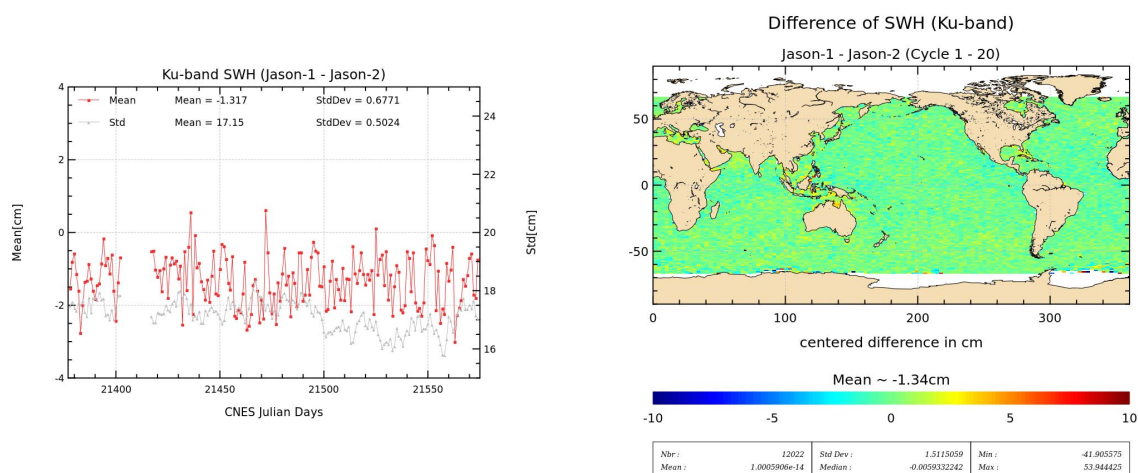 Ku-band SWH (Jason-1 - Jason-2)
Mean Mean = -1.317 StdDev = 0.6771
Std Mean = 17.15 StdDev = 0.5024
4
2
0
-2
-4
Mean[cm]
24
22
20
18
16
Std[cm]
21400 21450 21500 21550
CNES Julian Days
Difference of SWH (Ku-band)
Jason-1 - Jason-2 (Cycle 1 - 20)
50
0
-50
0 100 200 300
centered difference in cm
Mean ~ -1.34cm
-10 -5 0 5 10
Nbr : 12022 Std Dev : 1.5115059 Min : -41.905575
Mean : 1.0005906e-14 Median : -0.0059332242 Max : 53.944425